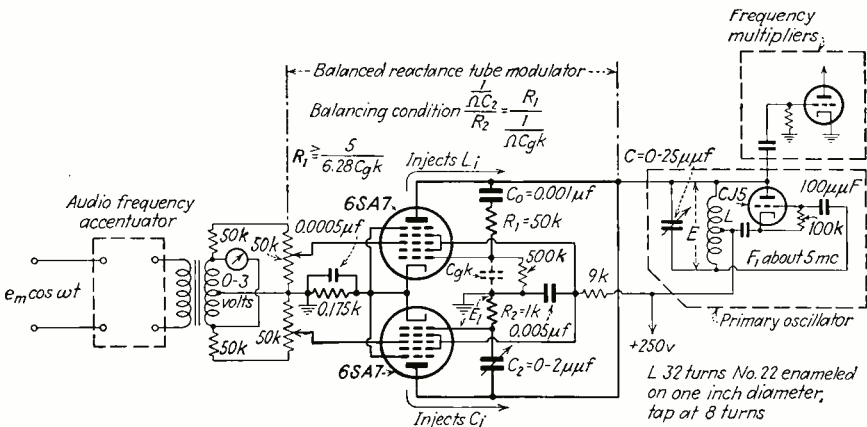 Frequency
multipliers
Balanced reactance tube modulator
Balancing condition (1/ΩC2)/R2 = R1/(1/ΩCgk)
R1 ≥ 5/6.28Cgk
Injects Li
C=0-25μμf
CJ5
100μμF
Audio frequency
accentuator
6SA7
C0=0.001μf
R1=50k
L
E
100k
50k
50k
0.0005μf
500k
Cgk
F1 about 5mc
em cos ωt
0-3
volts
9k
0.175k
E1
R2=1k
0.005μf
Primary oscillator
50k
50k
+250v
6SA7
C2=0-2μμf
L 32 turns No.22 enameled
on one inch diameter,
tap at 8 turns
Injects Ci